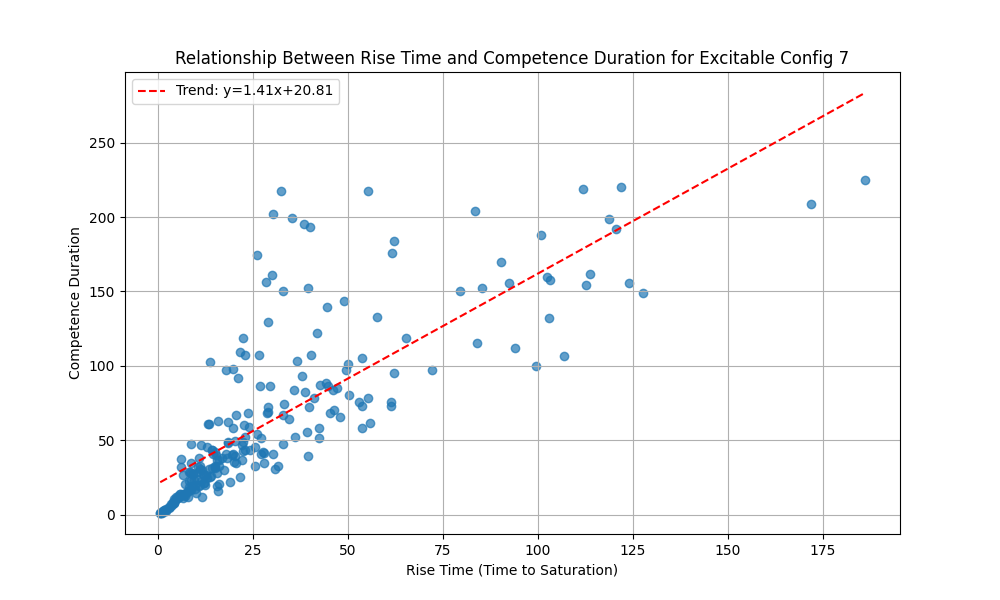 Relationship Between Rise Time and Competence Duration for Excitable Config 7
Trend: y=1.41x+20.81
Competence Duration
250
200
150
100
50
0
0 25 50 75 100 125 150 175
Rise Time (Time to Saturation)